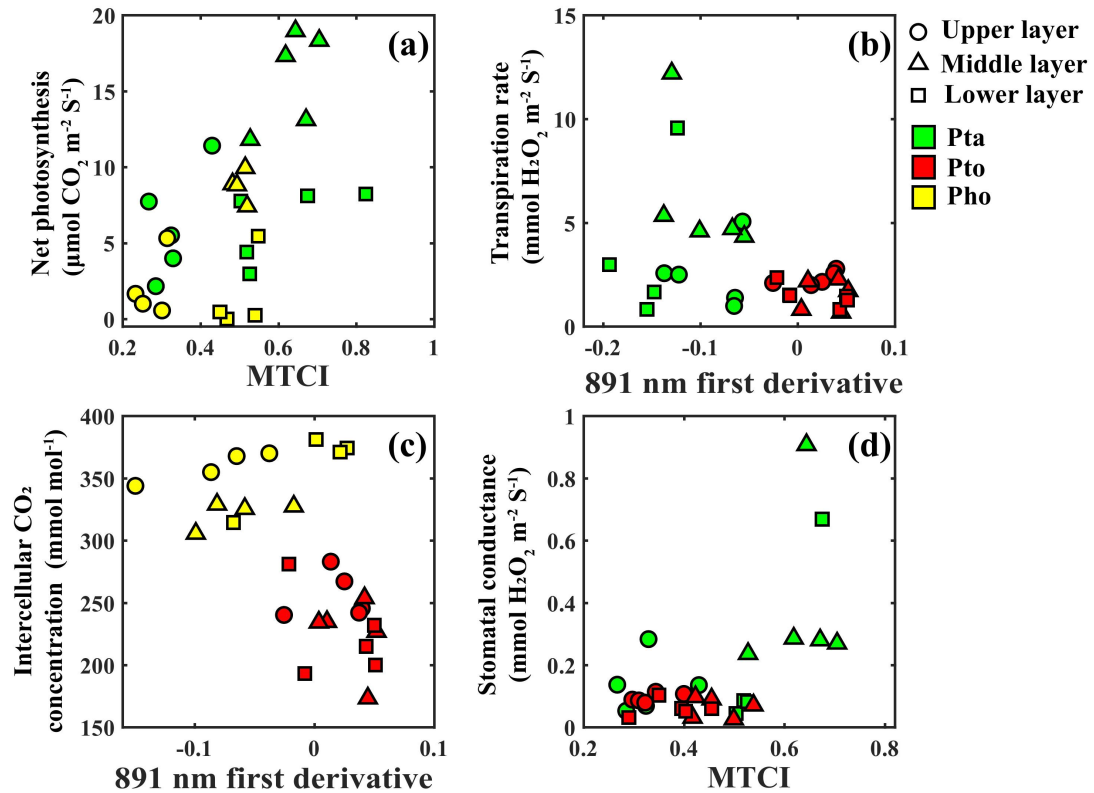 (a)
Net photosynthesis
(μmol CO₂ m⁻² S⁻¹)
20
15
10
5
0
0.2 0.4 0.6 0.8 1
MTCI
(b)
Transpiration rate
(mmol H₂O₂ m⁻² S⁻¹)
15
10
5
0
-0.2 -0.1 0 0.1
891 nm first derivative
Upper layer
Middle layer
Lower layer
Pta
Pto
Pho
(c)
Intercellular CO₂
concentration (mmol mol⁻¹)
400
350
300
250
200
150
-0.1 0 0.1
891 nm first derivative
(d)
Stomatal conductance
(mmol H₂O₂ m⁻² S⁻¹)
1
0.8
0.6
0.4
0.2
0
0.2 0.4 0.6 0.8
MTCI